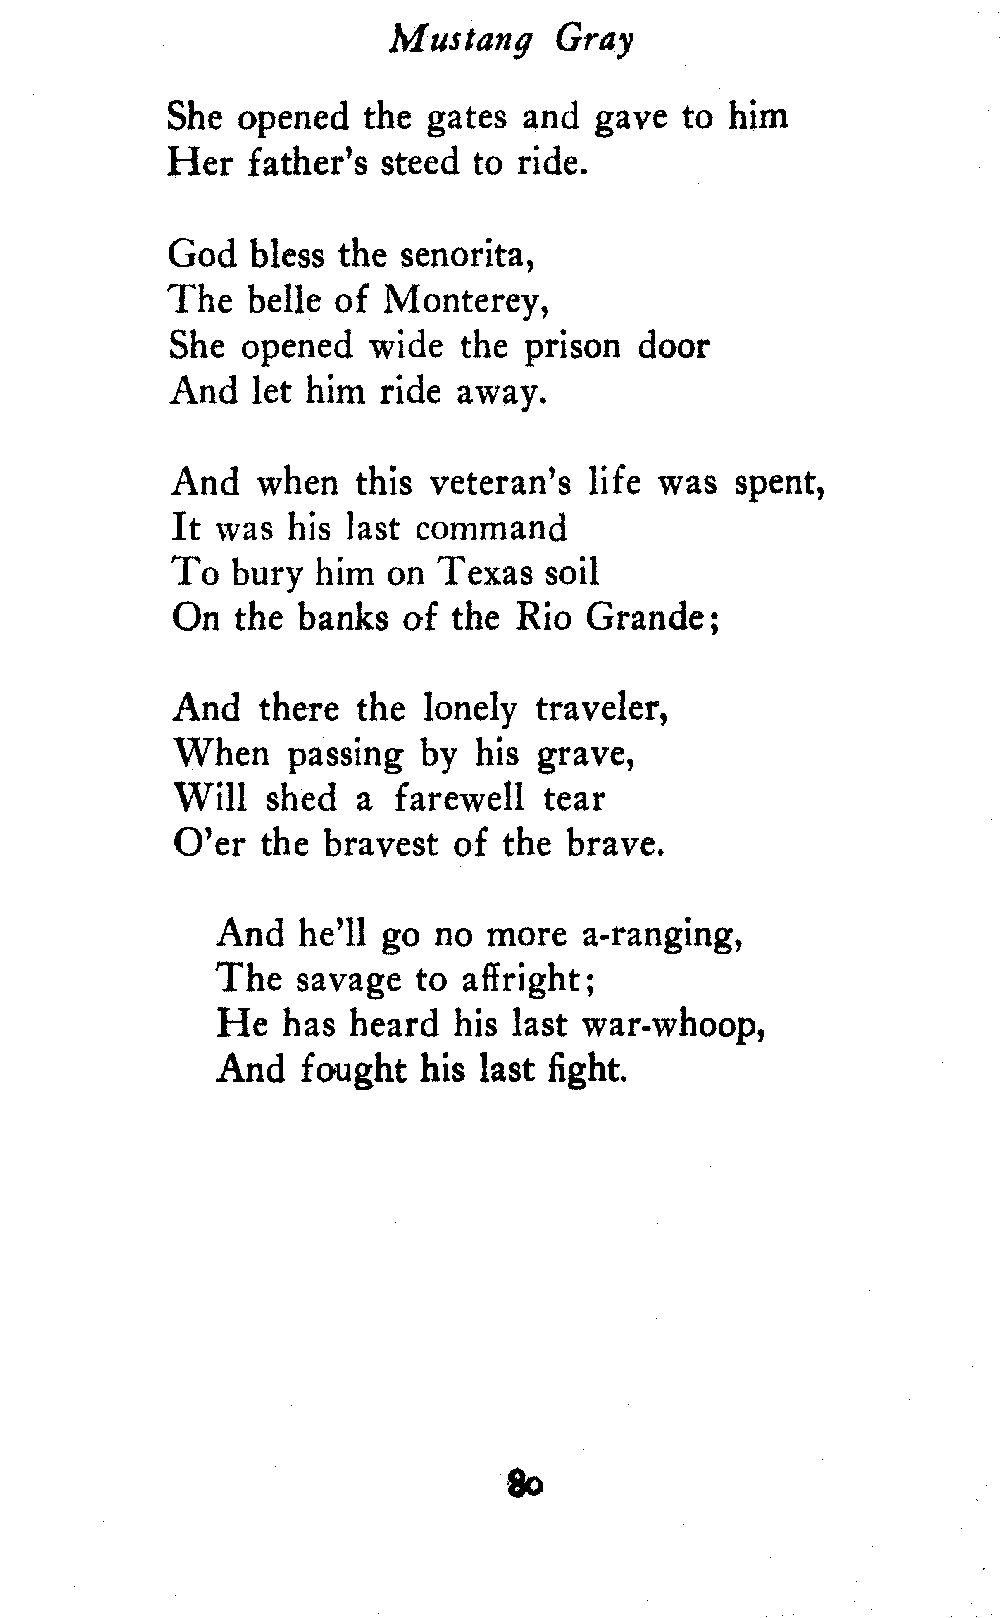 Mustang Gray
She opened the gates and gave to him
Her father's steed to ride.
God bless the senorita,
The belle of Monterey,
She opened wide the prison door
And let him ride away.
And when this veteran's life was spent,
It was his last command
To bury him on Texas soil
On the banks of the Rio Grande;
And there the lonely traveler,
When passing by his grave,
Will shed a farewell tear
O'er the bravest of the brave.
And he'll go no more a-ranging,
The savage to affright;
He has heard his last war-whoop,
And fought his last fight.
80